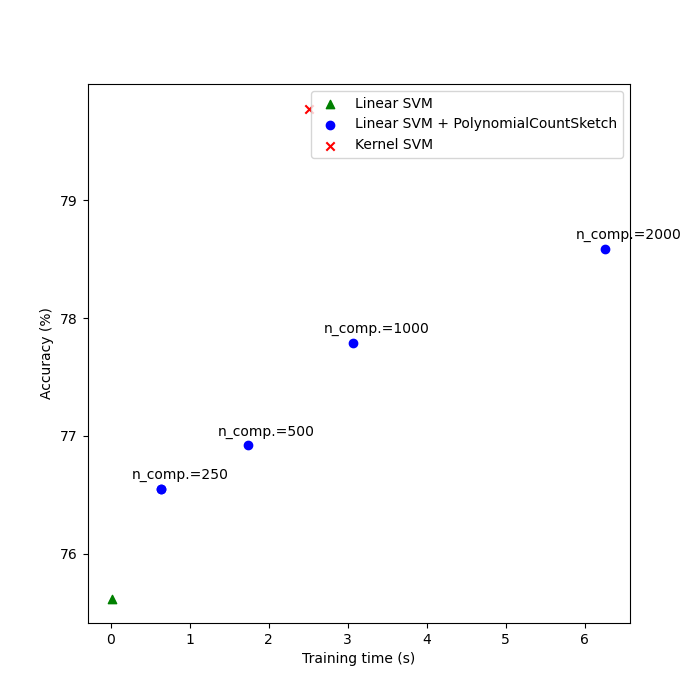 Linear SVM
Linear SVM + PolynomialCountSketch
Kernel SVM
79
n_comp.=2000
78
n_comp.=1000
Accuracy (%)
77
n_comp.=500
n_comp.=250
76
0 1 2 3 4 5 6
Training time (s)